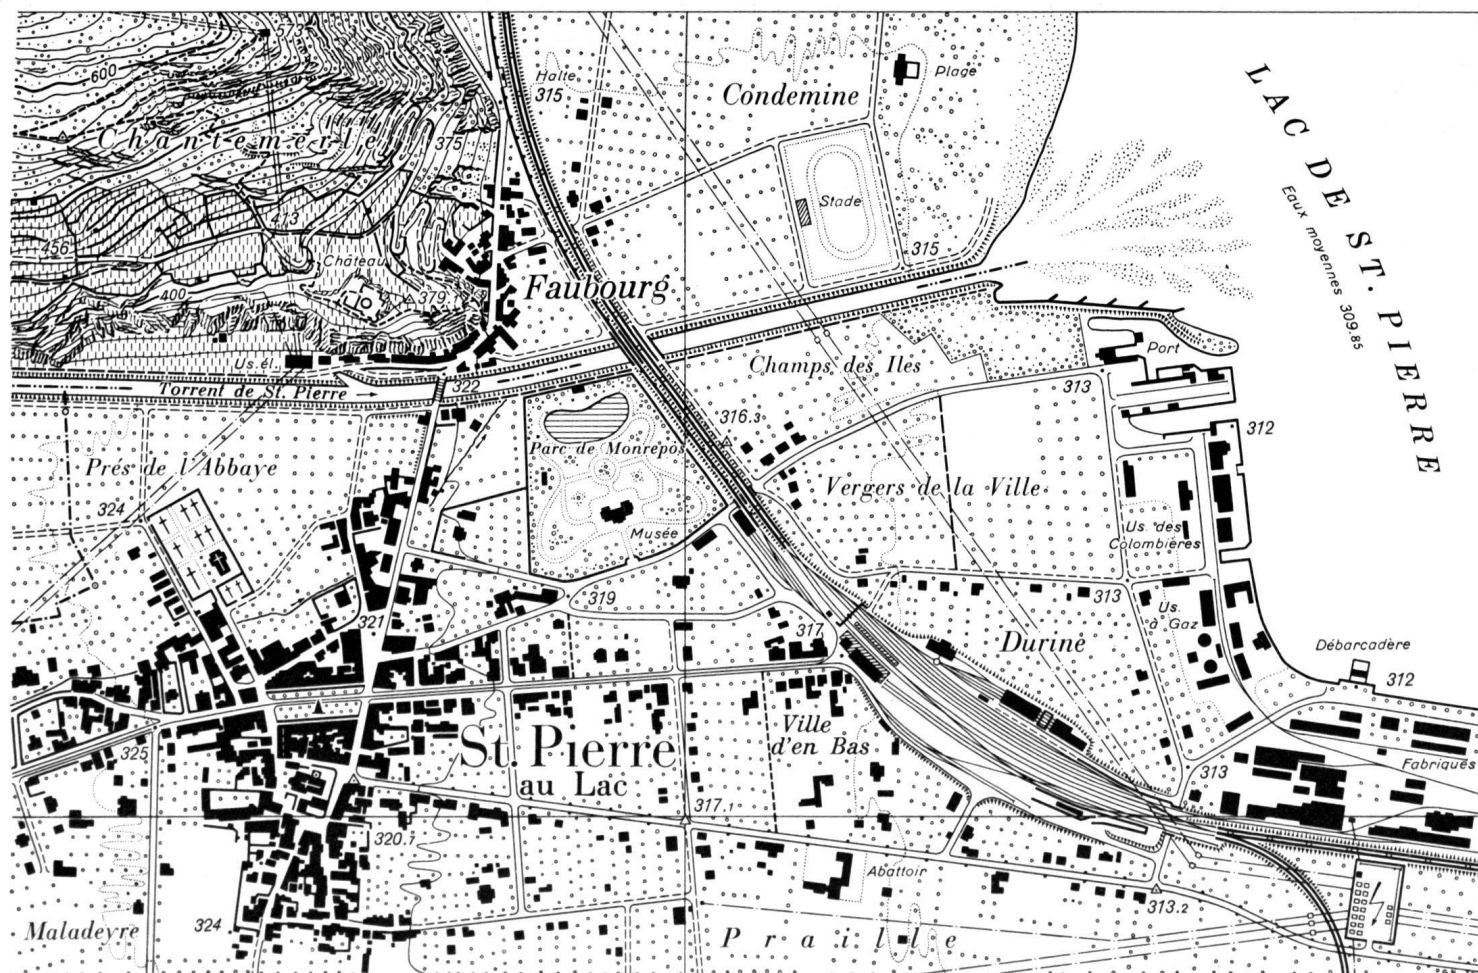 600
Halte
315
Condemine
Plage
LAC DE ST. PIERRE
Eaux moyennes 309.85
Chantemerle
375
Stade
315
456
Château
400
379.1
Faubourg
Us. él.
Torrent de St. Pierre
322
Champs des Iles
Port
313
312
316.3
Parc de Monrepos
Musée
Prés de l'Abbaye
324
Vergers de la Ville
Us. des
Colombières
319
321
317
313
Us.
à Gaz
Durine
Débarcadère
312
325
St. Pierre
au Lac
Ville
d'en Bas
313
Fabriques
317.1
320.7
324
Abattoir
313.2
Maladeyre
Praille